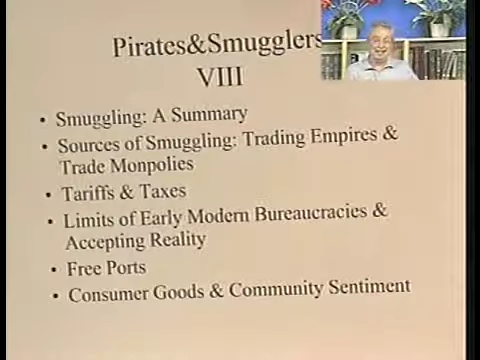 Pirates&Smugglers
VIII
• Smuggling: A Summary
• Sources of Smuggling: Trading Empires &
Trade Monpolies
• Tariffs & Taxes
• Limits of Early Modern Bureaucracies &
Accepting Reality
• Free Ports
• Consumer Goods & Community Sentiment